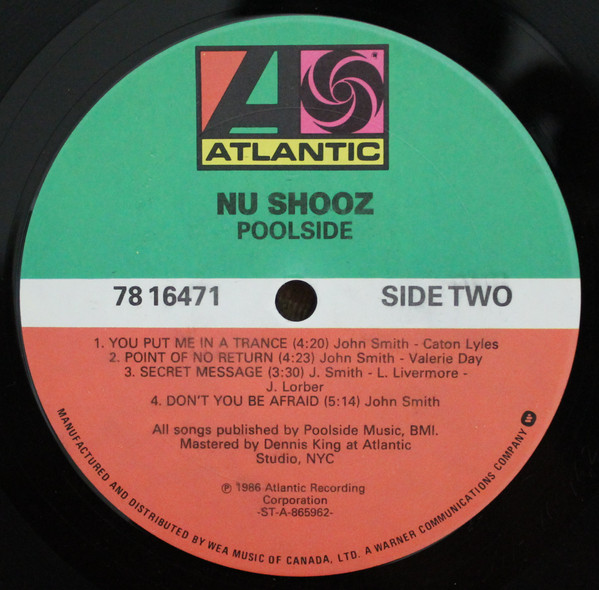 ATLANTIC
NU SHOOZ
POOLSIDE
78 16471
SIDE TWO
1. YOU PUT ME IN A TRANCE (4:20) John Smith - Caton Lyles
2. POINT OF NO RETURN (4:23) John Smith - Valerie Day
3. SECRET MESSAGE (3:30) J. Smith - L. Livermore -
J. Lorber
4. DON'T YOU BE AFRAID (5:14) John Smith
All songs published by Poolside Music, BMI.
Mastered by Dennis King at Atlantic
Studio, NYC
℗ 1986 Atlantic Recording
Corporation
-ST-A-865962-
MANUFACTURED AND DISTRIBUTED BY WEA MUSIC OF CANADA, LTD. A WARNER COMMUNICATIONS COMPANY